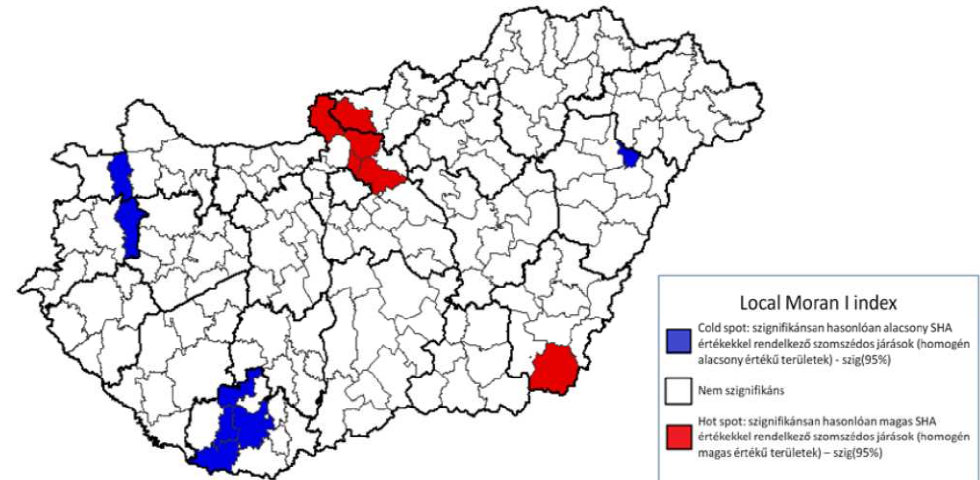 Local Moran I index
Cold spot: szignifikánsan hasonlóan alacsony SHA
értékekkel rendelkező szomszédos járások (homogén
alacsony értékű területek) - szig(95%)
Nem szignifikáns
Hot spot: szignifikánsan hasonlóan magas SHA
értékekkel rendelkező szomszédos járások (homogén
magas értékű területek) – szig(95%)